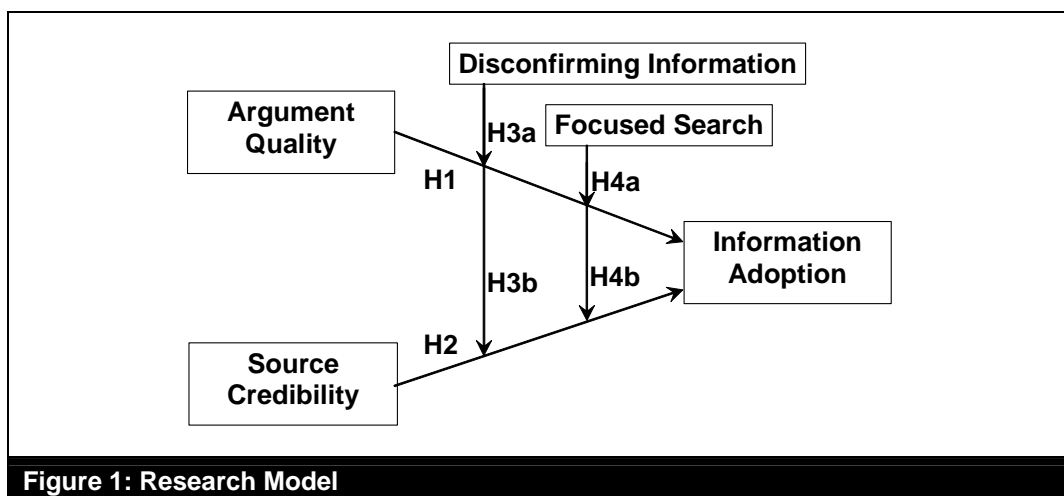 Disconfirming Information
Argument
Quality
H3a
Focused Search
H1
H4a
Information
Adoption
H3b
H4b
H2
Source
Credibility
Figure 1: Research Model